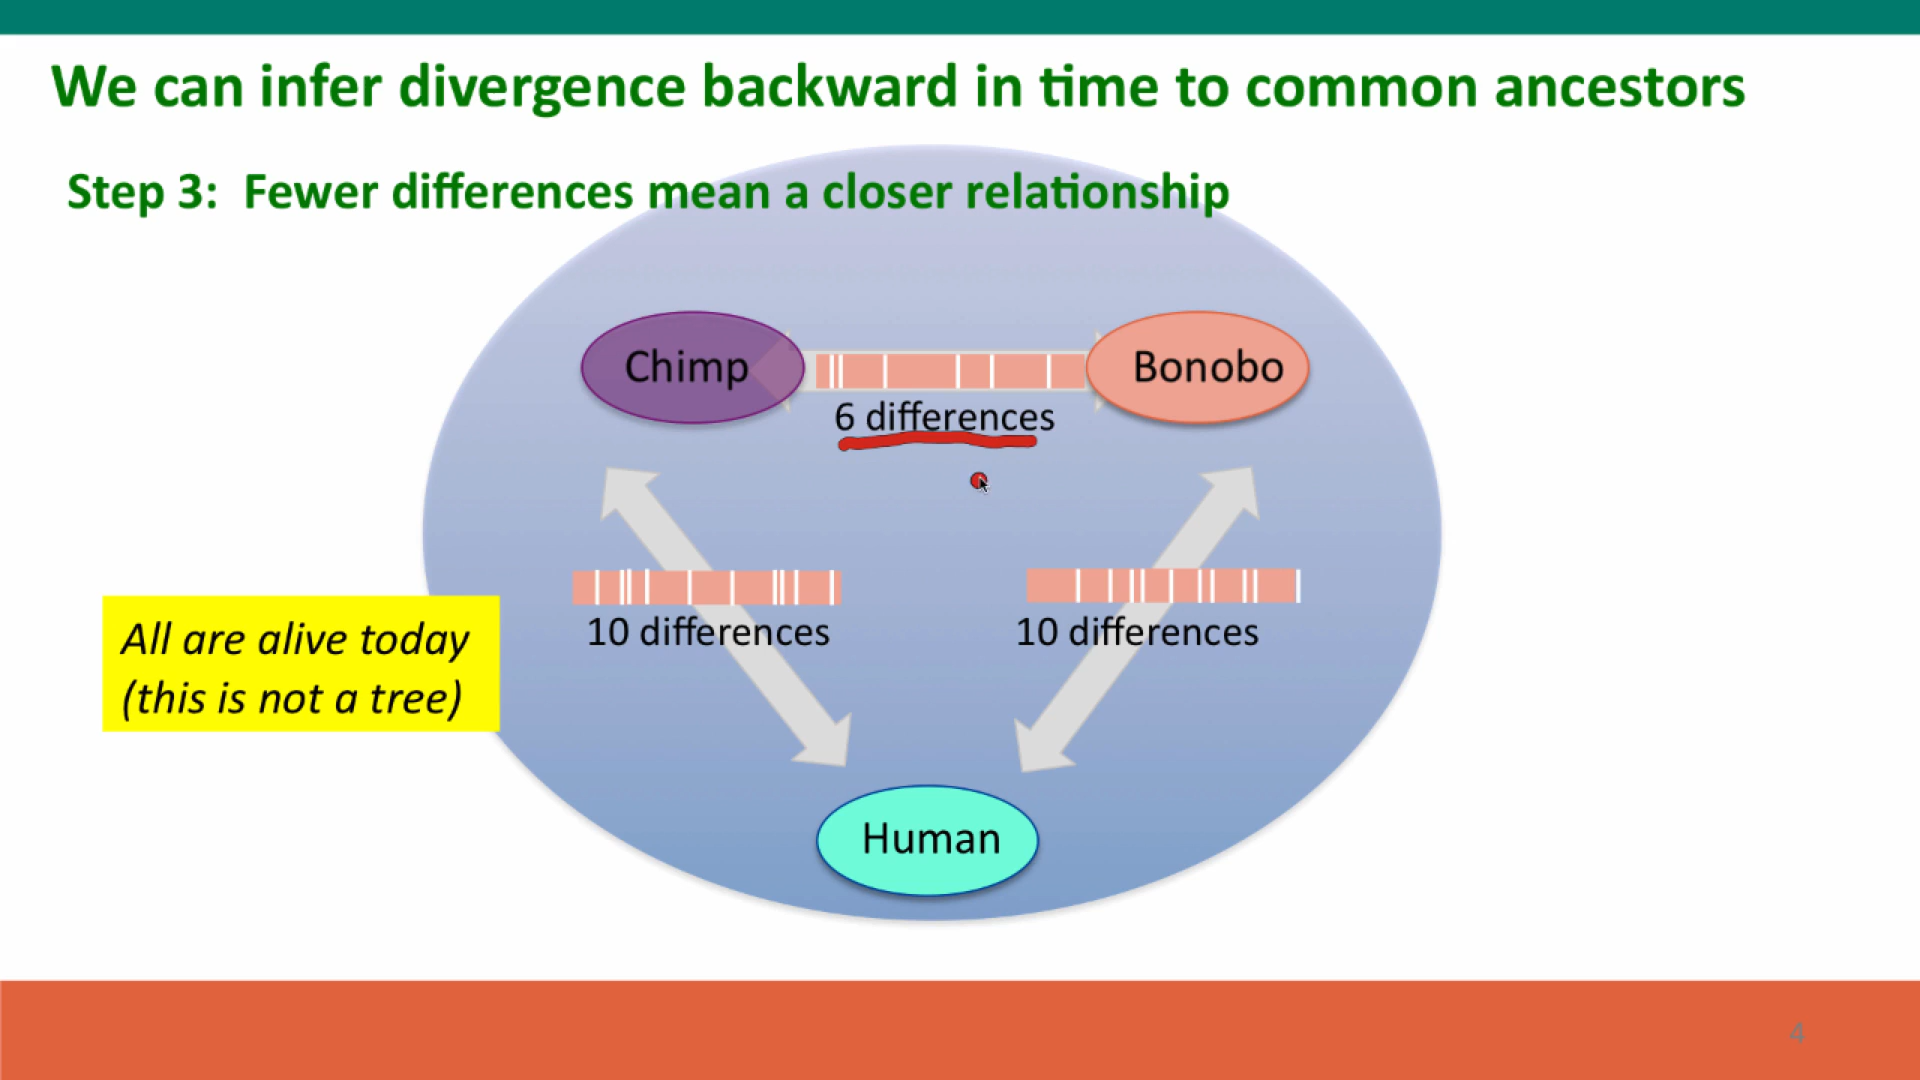 We can infer divergence backward in time to common ancestors
Step 3: Fewer differences mean a closer relationship
Chimp
Bonobo
6 differences
10 differences
10 differences
All are alive today
(this is not a tree)
Human
4